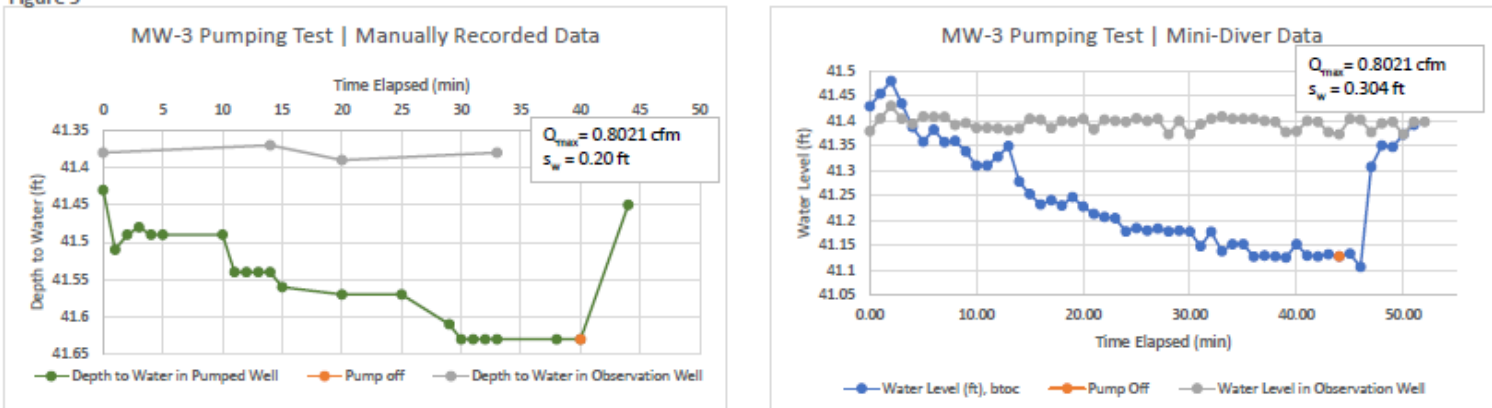 MW-3 Pumping Test | Manually Recorded Data
Time Elapsed (min)
0 5 10 15 20 25 30 35 40 45 50
41.35
41.4
41.45
41.5
41.55
41.6
41.65
Depth to Water (ft)
Qmax= 0.8021 cfm
sw = 0.20 ft
Depth to Water in Pumped Well Pump off Depth to Water in Observation Well
MW-3 Pumping Test | Mini-Diver Data
Qmax= 0.8021 cfm
sw = 0.304 ft
41.5
41.45
41.4
41.35
41.3
41.25
41.2
41.15
41.1
41.05
Water Level (ft)
0.00 10.00 20.00 30.00 40.00 50.00
Time Elapsed (min)
Water Level (ft), btoc Pump Off Water Level in Observation Well